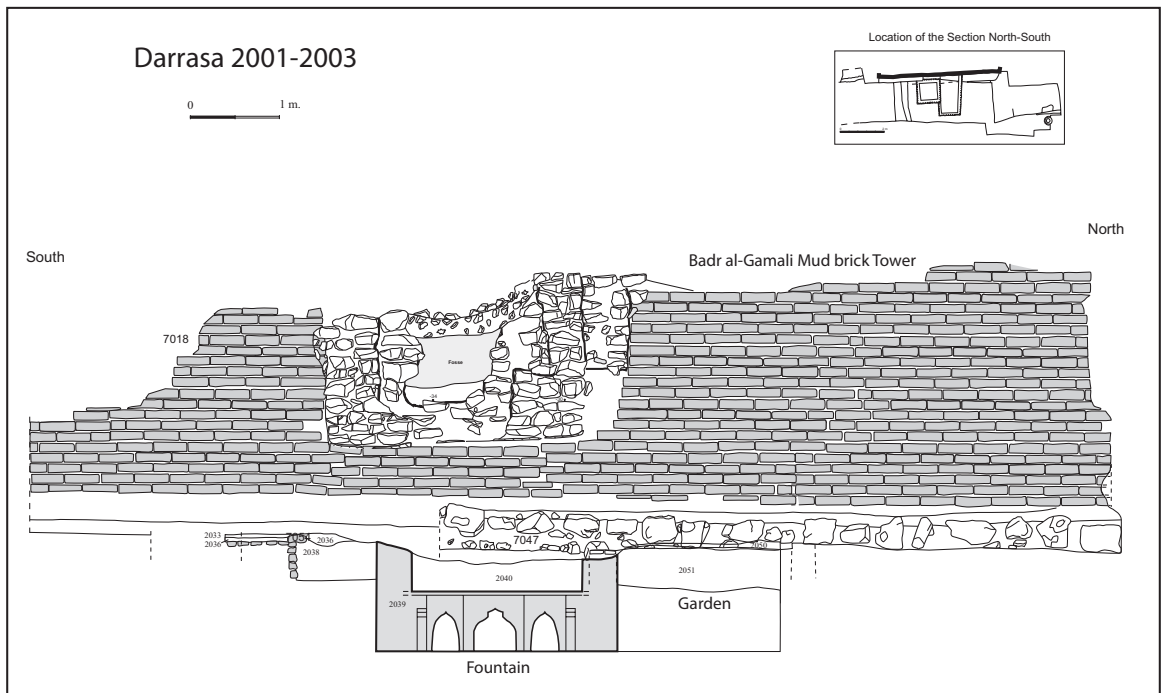 Darrasa 2001-2003
Location of the Section North-South
0 1 m.
South
North
Badr al-Gamali Mud brick Tower
7018
Fosse
-24
2033
2036
2036
2038
7047
2050
2040
2051
2039
Garden
Fountain